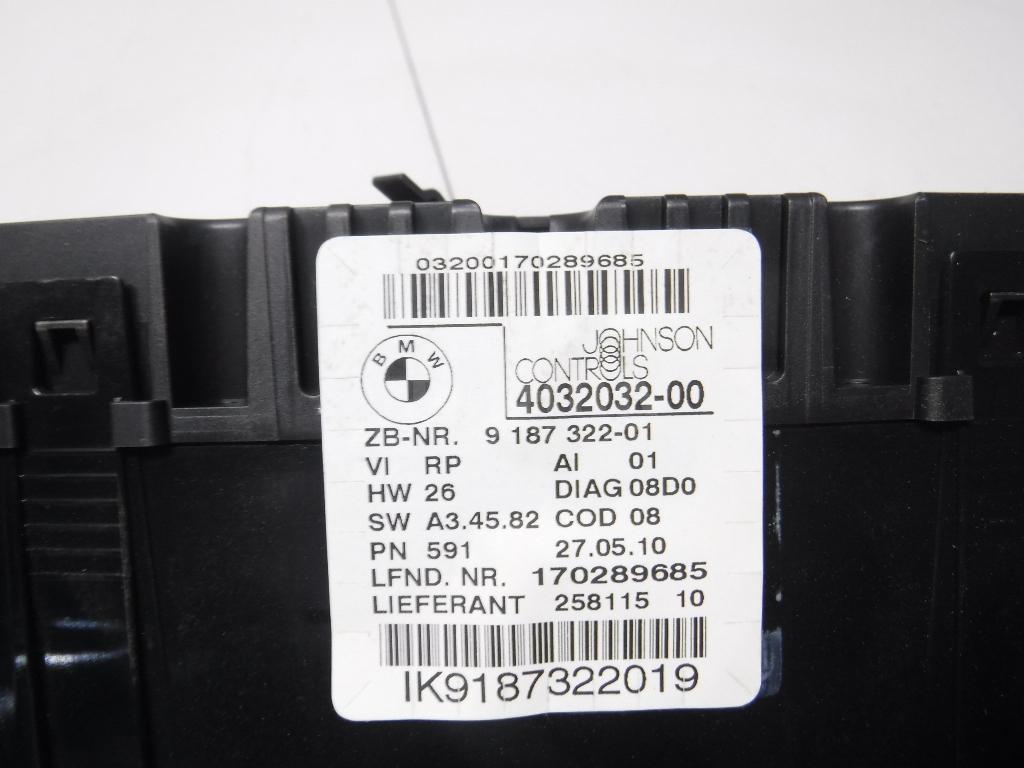 03200170289685
BMW
JOHNSON
CONTROLS
4032032-00
ZB-NR. 9 187 322-01
VI RP AI 01
HW 26 DIAG 08D0
SW A3.45.82 COD 08
PN 591 27.05.10
LFND. NR. 170289685
LIEFERANT 258115 10
IK9187322019